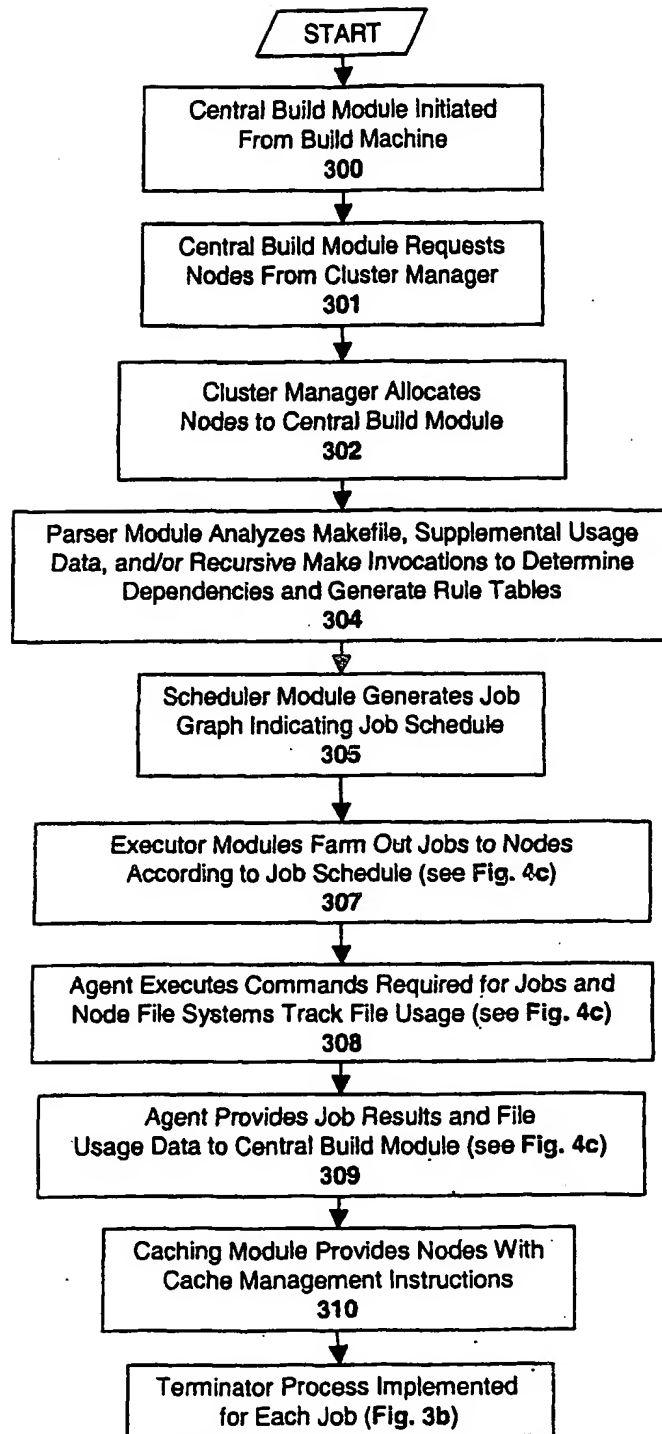 START
Central Build Module Initiated
From Build Machine
300
Central Build Module Requests
Nodes From Cluster Manager
301
Cluster Manager Allocates
Nodes to Central Build Module
302
Parser Module Analyzes Makefile, Supplemental Usage
Data, and/or Recursive Make Invocations to Determine
Dependencies and Generate Rule Tables
304
Scheduler Module Generates Job
Graph Indicating Job Schedule
305
Executor Modules Farm Out Jobs to Nodes
According to Job Schedule (see Fig. 4c)
307
Agent Executes Commands Required for Jobs and
Node File Systems Track File Usage (see Fig. 4c)
308
Agent Provides Job Results and File
Usage Data to Central Build Module (see Fig. 4c)
309
Caching Module Provides Nodes With
Cache Management Instructions
310
Terminator Process Implemented
for Each Job (Fig. 3b)